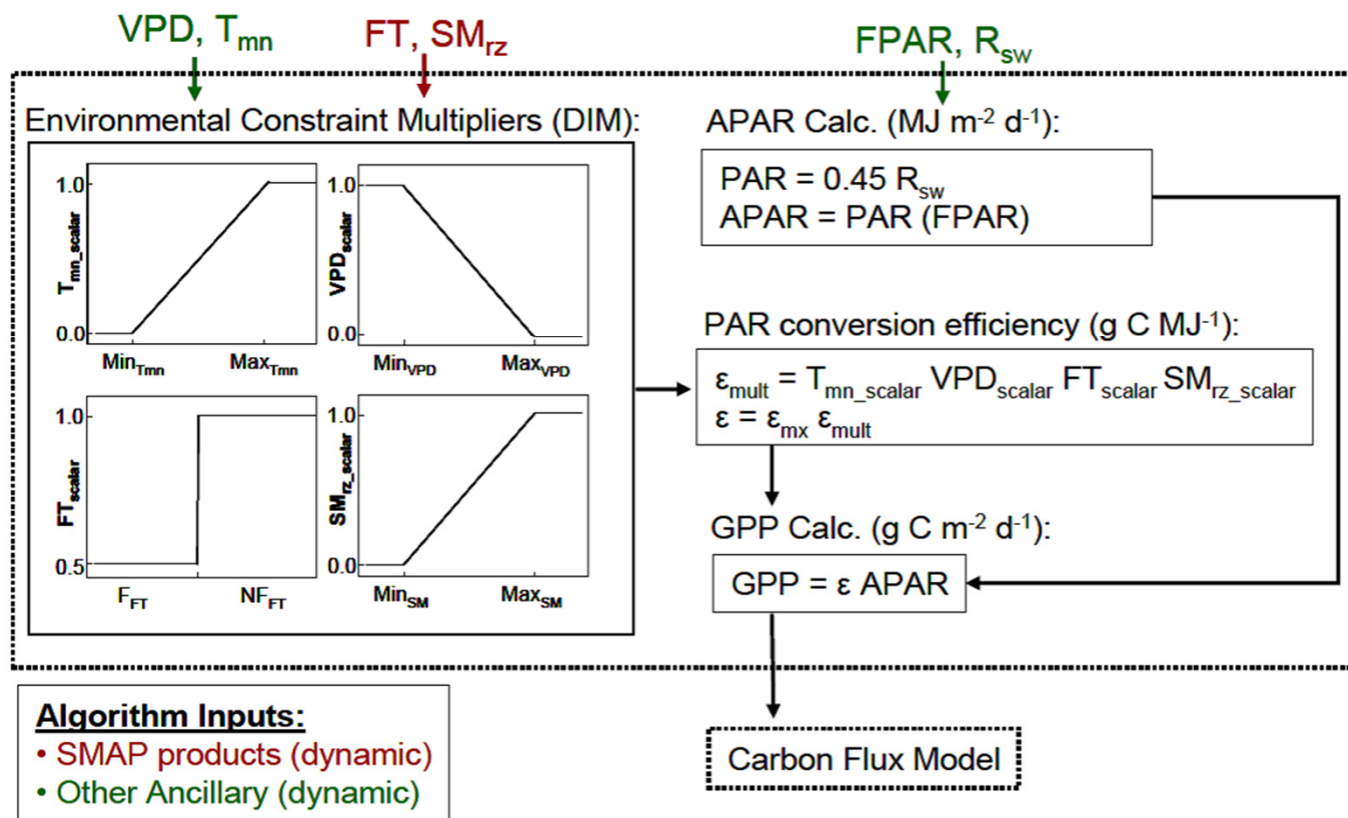 VPD, Tmn
FT, SMrz
FPAR, Rsw
Environmental Constraint Multipliers (DIM):
1.0
0.0
Tmn_scalar
MinTmn
MaxTmn
1.0
0.0
VPDscalar
MinVPD
MaxVPD
1.0
0.5
FTscalar
FFT
NFFT
1.0
0.0
SMrz_scalar
MinSM
MaxSM
APAR Calc. (MJ m-2 d-1):
PAR = 0.45 Rsw
APAR = PAR (FPAR)
PAR conversion efficiency (g C MJ-1):
εmult = Tmn_scalar VPDscalar FTscalar SMrz_scalar
ε = εmx εmult
GPP Calc. (g C m-2 d-1):
GPP = ε APAR
Carbon Flux Model
Algorithm Inputs:
• SMAP products (dynamic)
• Other Ancillary (dynamic)